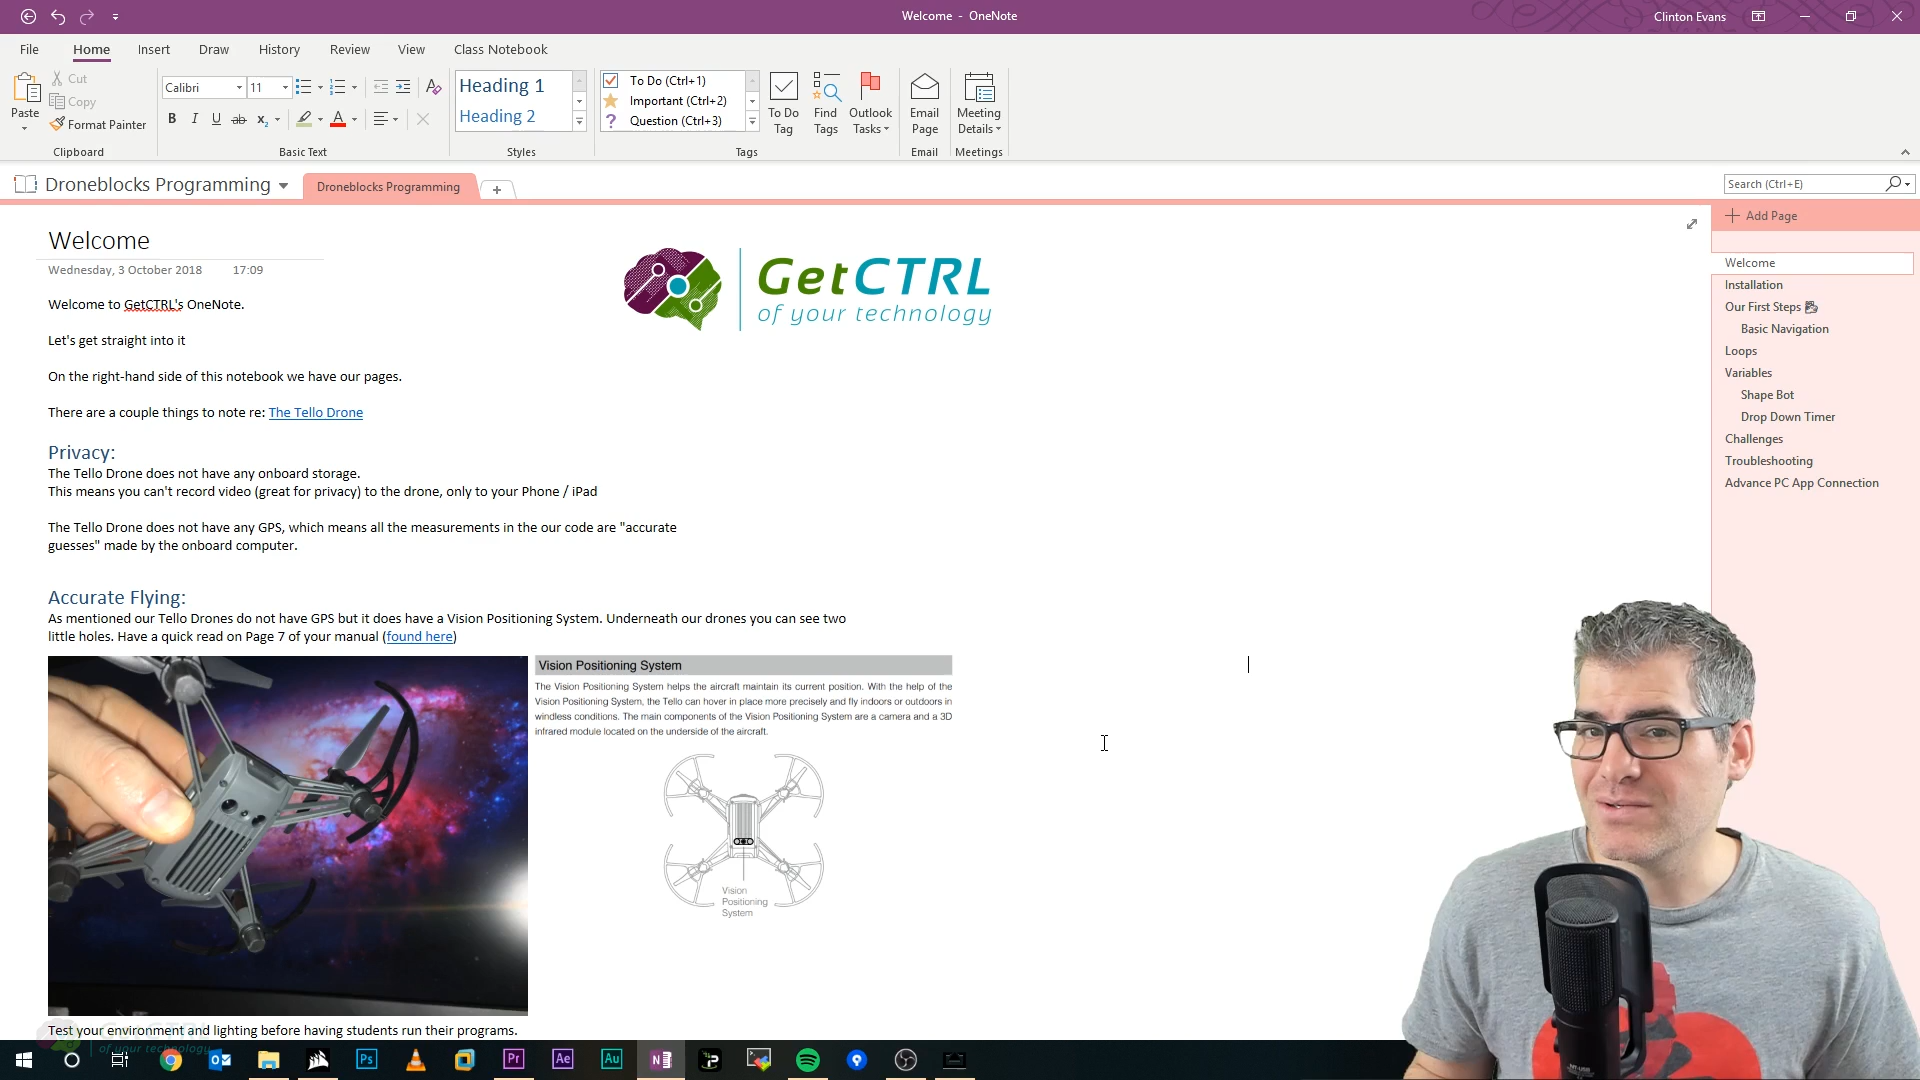 Welcome - OneNote
Clinton Evans
File Home Insert Draw History Review View Class Notebook
Paste
Cut
Copy
Format Painter
Clipboard
Calibri 11
B I U ab x₂ A
Basic Text
Heading 1
Heading 2
Styles
To Do (Ctrl+1)
Important (Ctrl+2)
Question (Ctrl+3)
To Do
Tag
Find
Tags
Outlook
Tasks
Tags
Email
Page
Email
Meeting
Details
Meetings
Droneblocks Programming
Droneblocks Programming
Search (Ctrl+E)
Add Page
Welcome
Installation
Our First Steps
Basic Navigation
Loops
Variables
Shape Bot
Drop Down Timer
Challenges
Troubleshooting
Advance PC App Connection
Welcome
Wednesday, 3 October 2018 17:09
GetCTRL
of your technology
Welcome to GetCTRL's OneNote.
Let's get straight into it
On the right-hand side of this notebook we have our pages.
There are a couple things to note re: The Tello Drone
Privacy:
The Tello Drone does not have any onboard storage.
This means you can't record video (great for privacy) to the drone, only to your Phone / iPad
The Tello Drone does not have any GPS, which means all the measurements in the our code are "accurate
guesses" made by the onboard computer.
Accurate Flying:
As mentioned our Tello Drones do not have GPS but it does have a Vision Positioning System. Underneath our drones you can see two
little holes. Have a quick read on Page 7 of your manual (found here)
Vision Positioning System
The Vision Positioning System helps the aircraft maintain its current position. With the help of the
Vision Positioning System, the Tello can hover in place more precisely and fly indoors or outdoors in
windless conditions. The main components of the Vision Positioning System are a camera and a 3D
infrared module located on the underside of the aircraft.
Vision
Positioning
System
Test your environment and lighting before having students run their programs.
GetCTRL
of your technology
Ps
Pr
Ae
Au
N